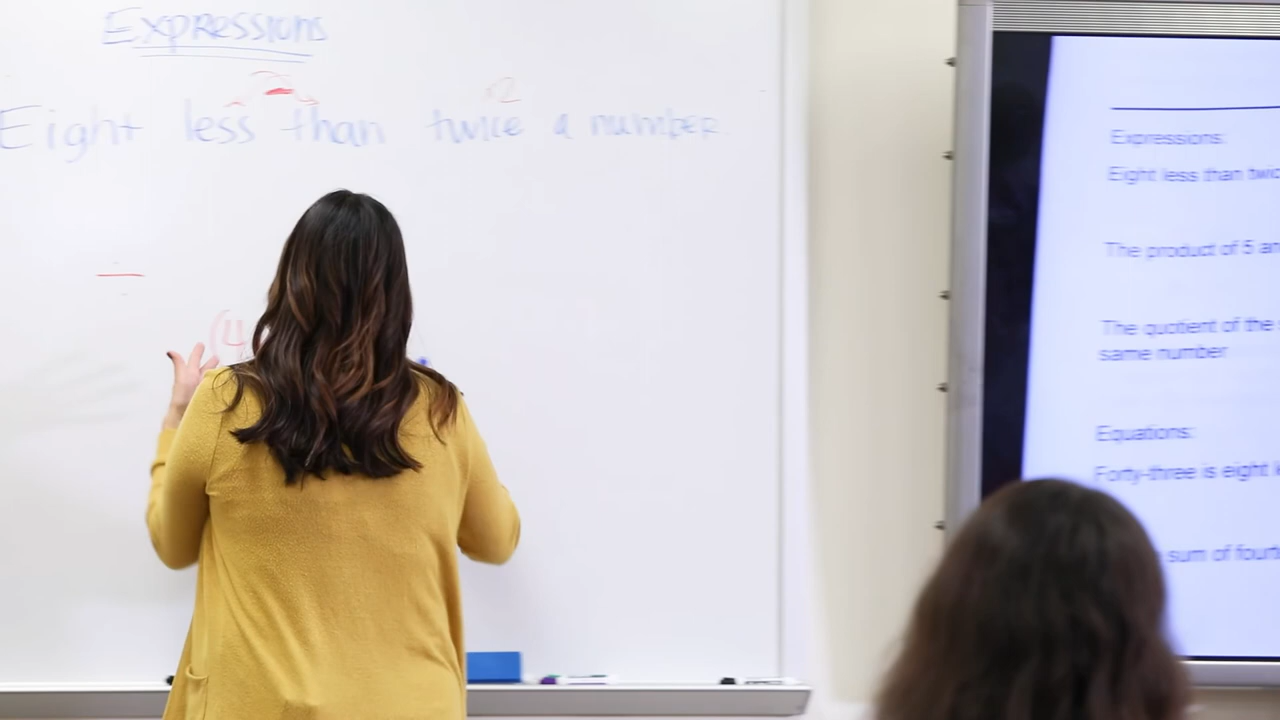 Expressions
Eight less than twice a number.
(4
Expressions:
Eight less than twic
The product of 5 an
The quotient of the
same number
Equations:
Forty-three is eight
sum of fourt